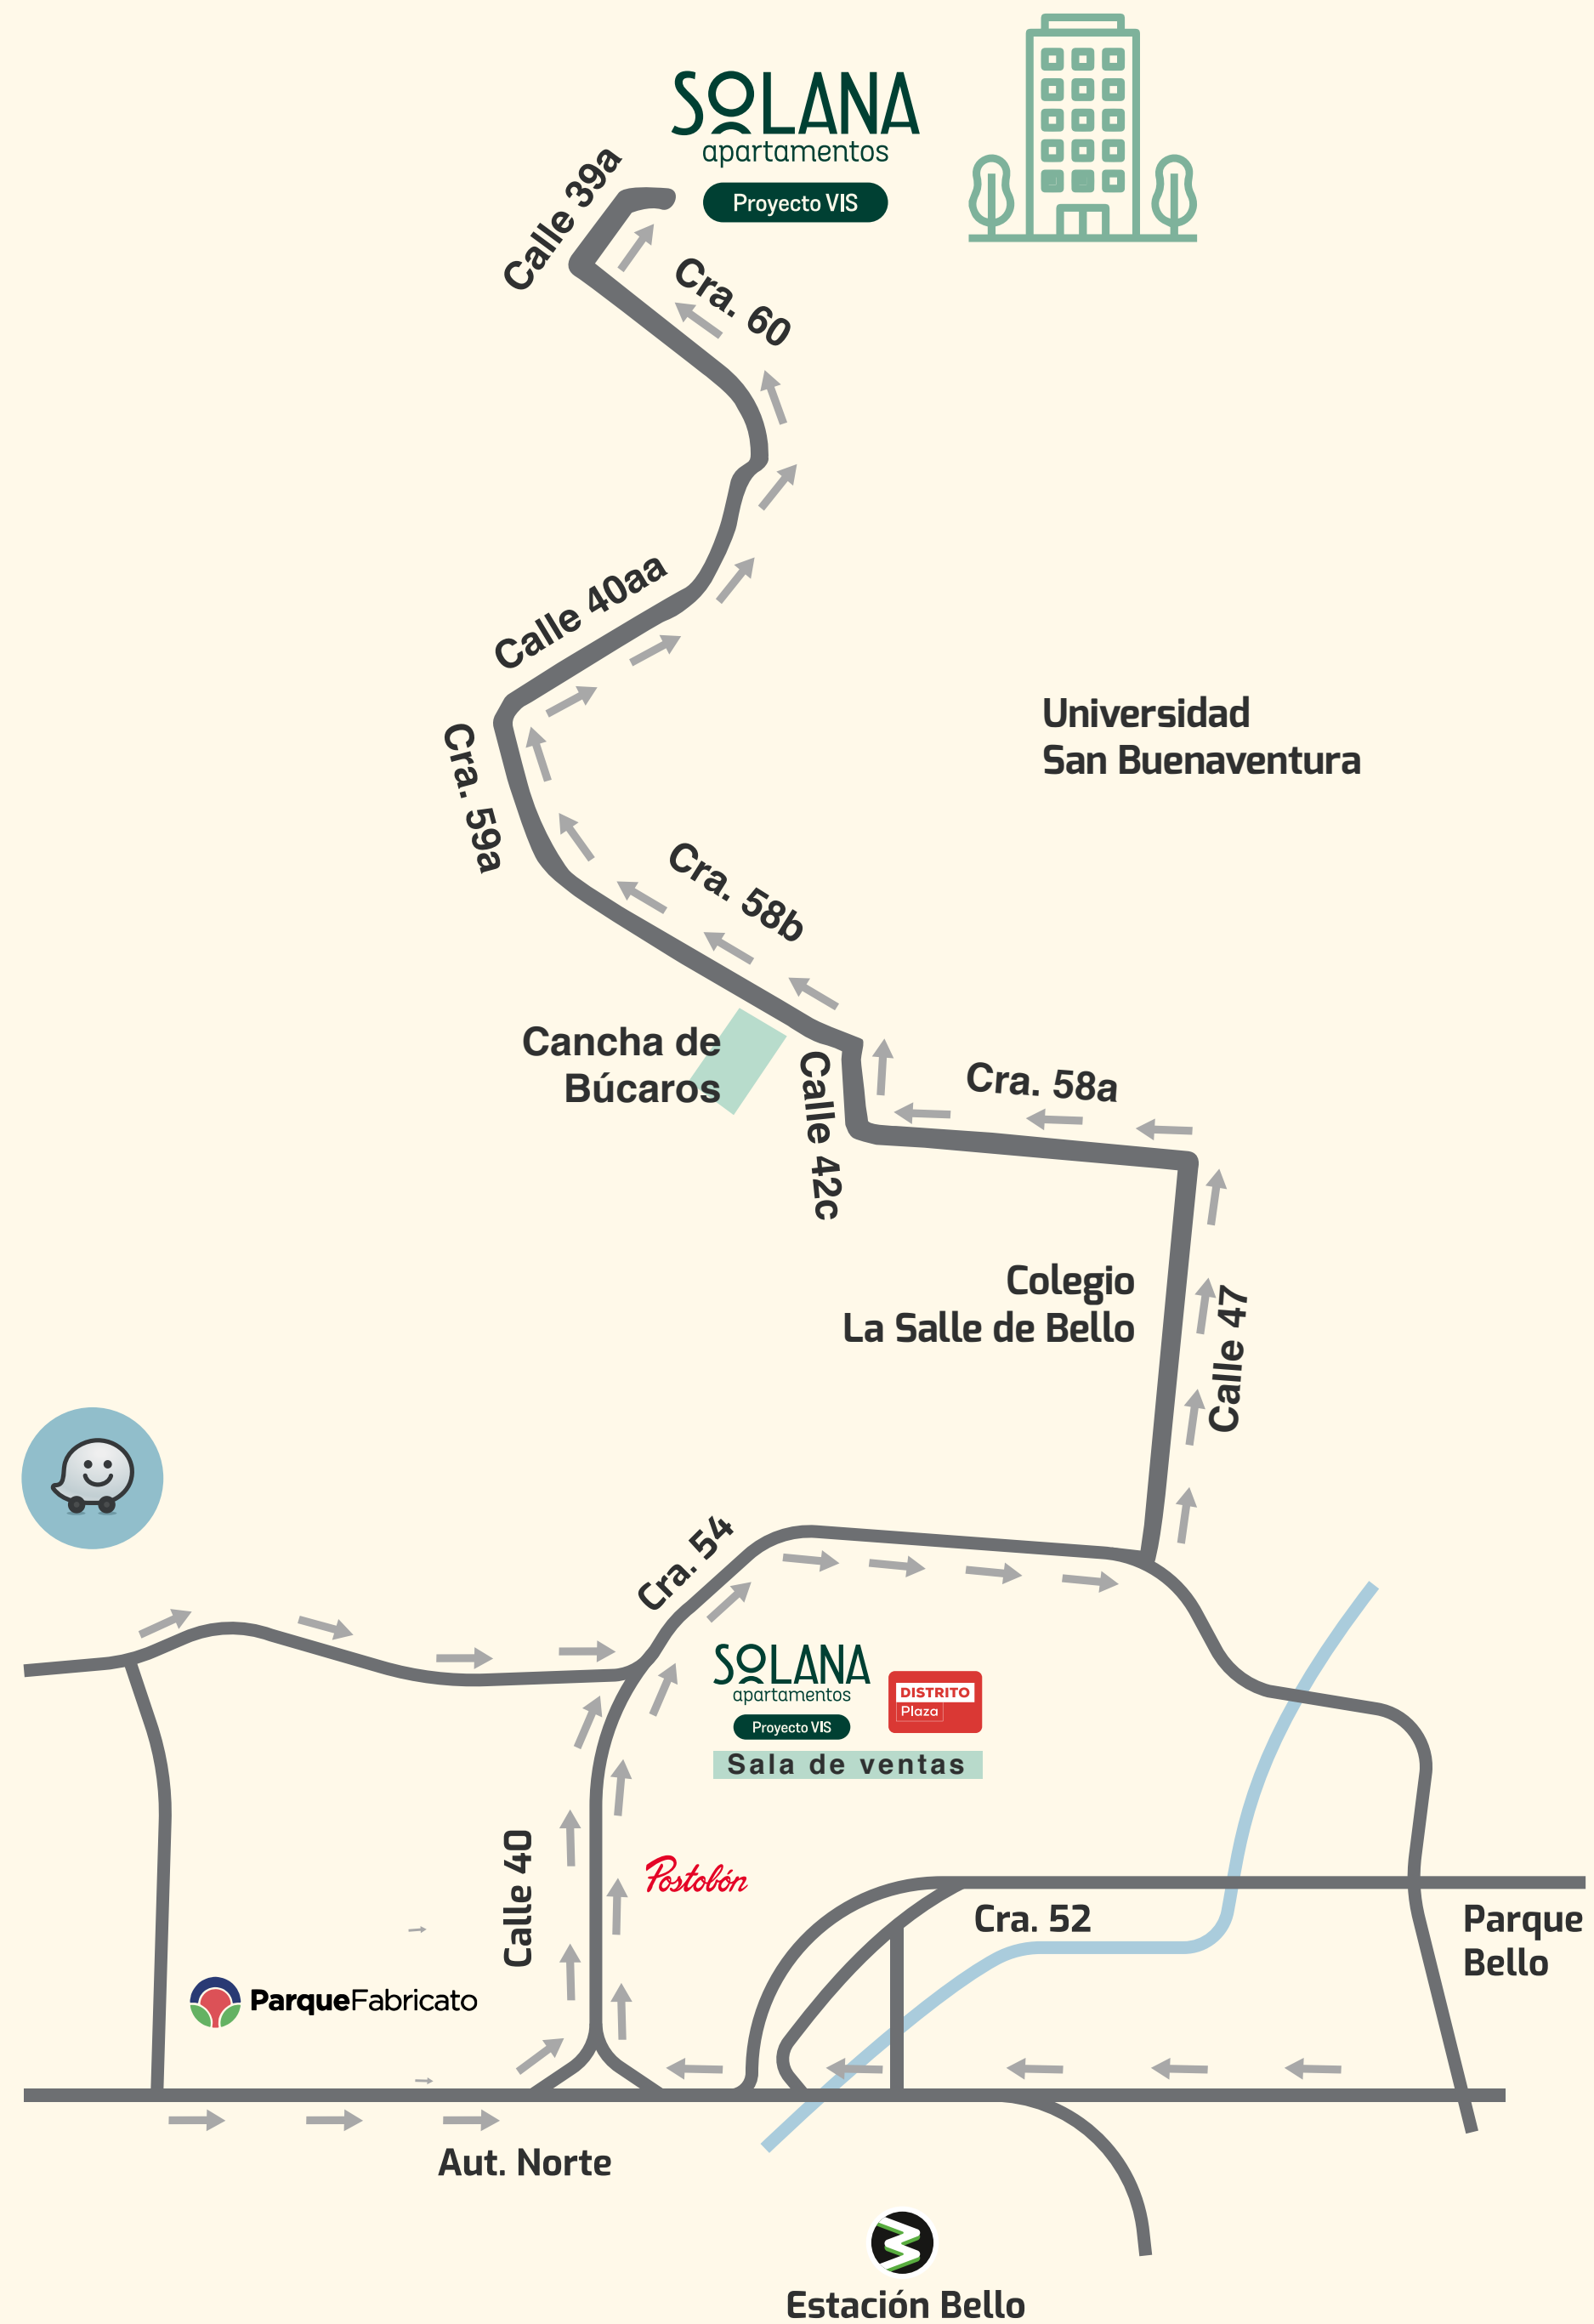 SOLANA
apartamentos
Proyecto VIS
Calle 39a
Cra. 60
Calle 40aa
Universidad
San Buenaventura
Cra. 59a
Cra. 58b
Cancha de
Búcaros
Calle 42c
Cra. 58a
Colegio
La Salle de Bello
Calle 47
Cra. 54
SOLANA
apartamentos
Proyecto VIS
DISTRITO
Plaza
Sala de ventas
Calle 40
Postobón
Cra. 52
Parque
Bello
ParqueFabricato
Aut. Norte
Estación Bello